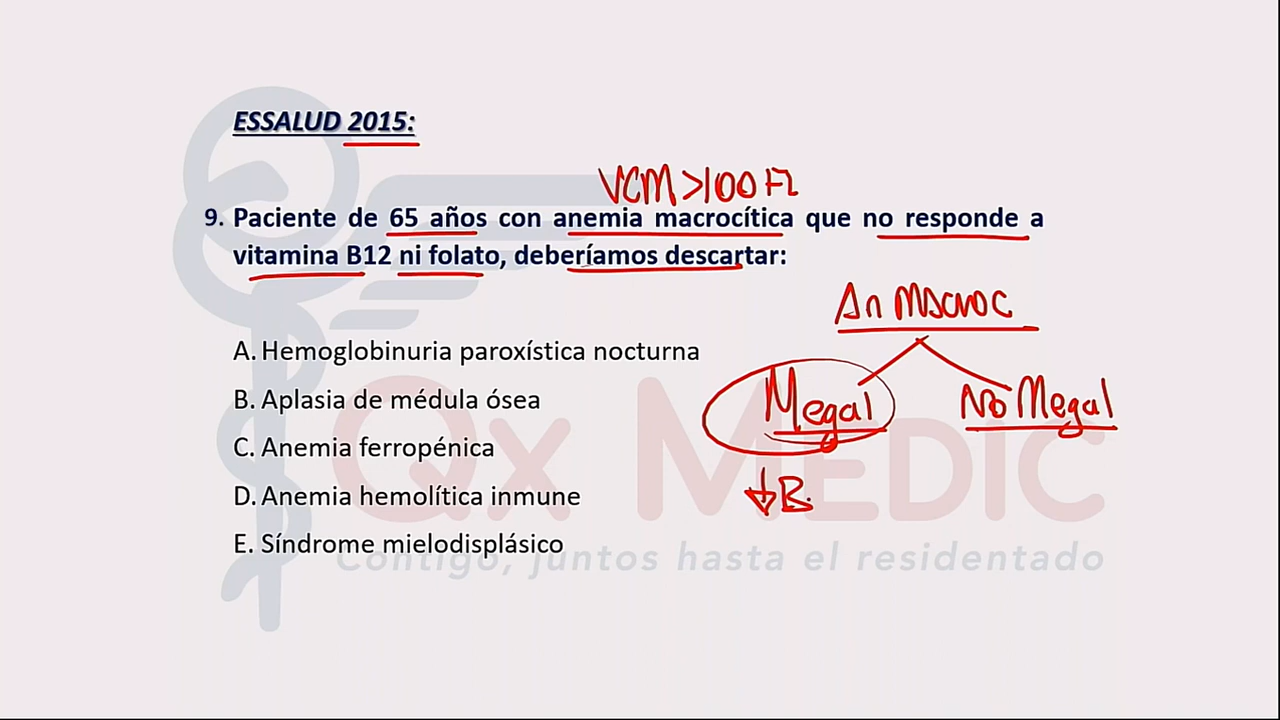 ESSALUD 2015:
VCM >100 FL
9. Paciente de 65 años con anemia macrocítica que no responde a
vitamina B12 ni folato, deberíamos descartar:
An Macroc
Megal
No Megal
↓B.
A. Hemoglobinuria paroxística nocturna
B. Aplasia de médula ósea
C. Anemia ferropénica
D. Anemia hemolítica inmune
E. Síndrome mielodisplásico
Qx MEDIC
Contigo, juntos hasta el residentado